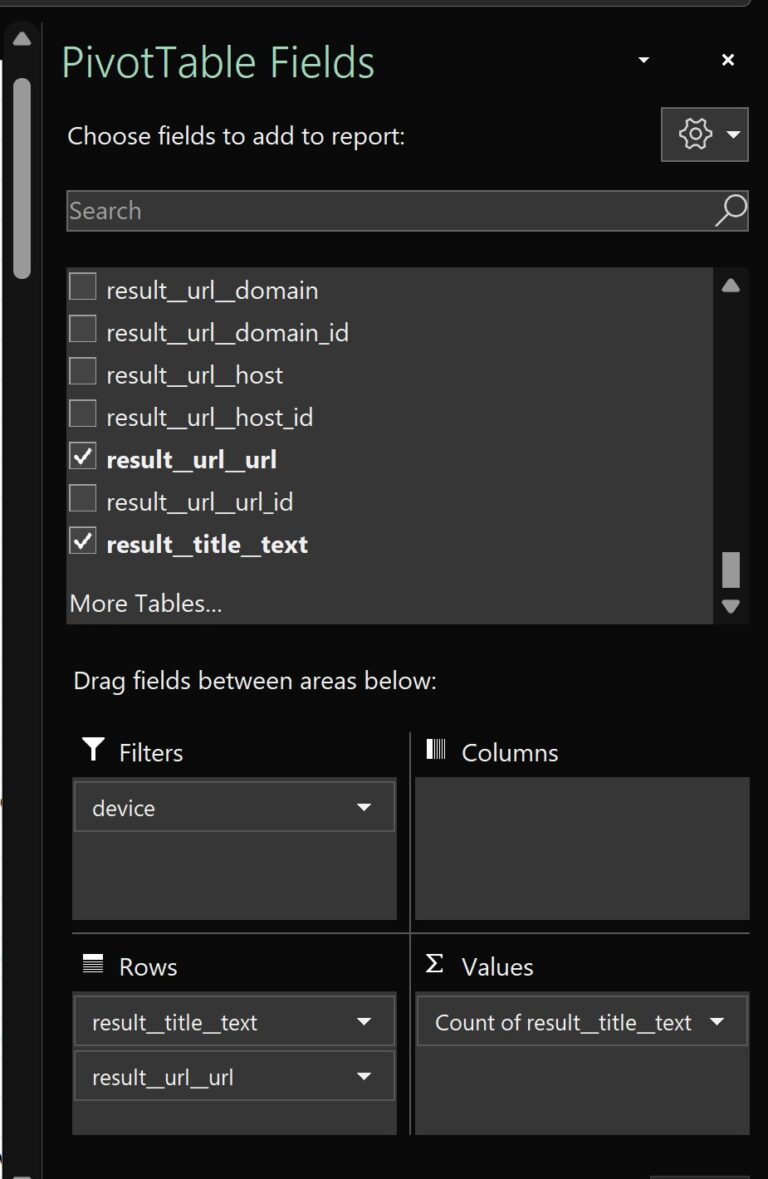 PivotTable Fields
Choose fields to add to report:
Search
result__url__domain
result__url__domain_id
result__url__host
result__url__host_id
result__url__url
result__url__url_id
result__title__text
More Tables...
Drag fields between areas below:
Filters
device
Columns
Rows
result__title__text
result__url__url
Values
Count of result__title__text